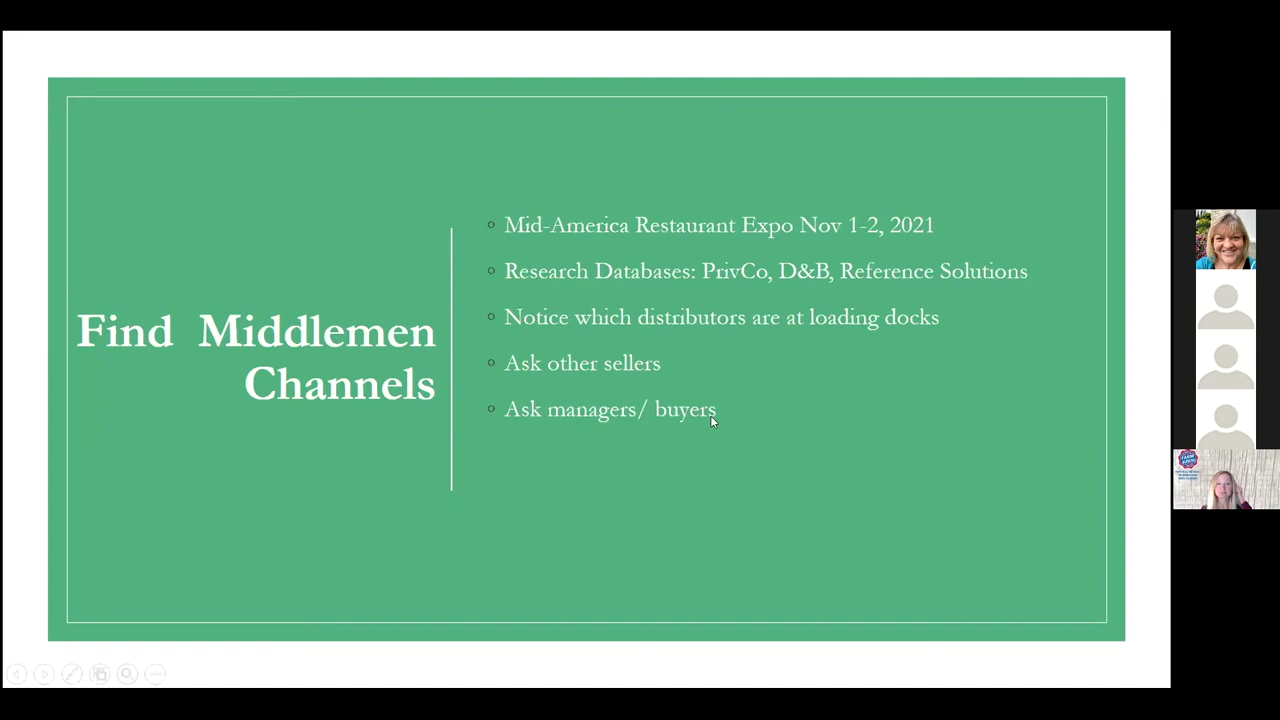 Find Middlemen
Channels
Mid-America Restaurant Expo Nov 1-2, 2021
Research Databases: PrivCo, D&B, Reference Solutions
Notice which distributors are at loading docks
Ask other sellers
Ask managers/ buyers